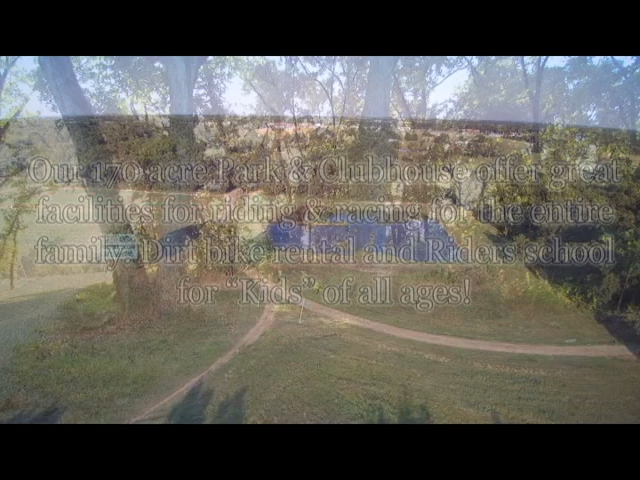 Our 170 acre Park & Clubhouse offer great
facilities for riding & racing for the entire
family. Dirt bike rental and Riders school
for “Kids” of all ages!